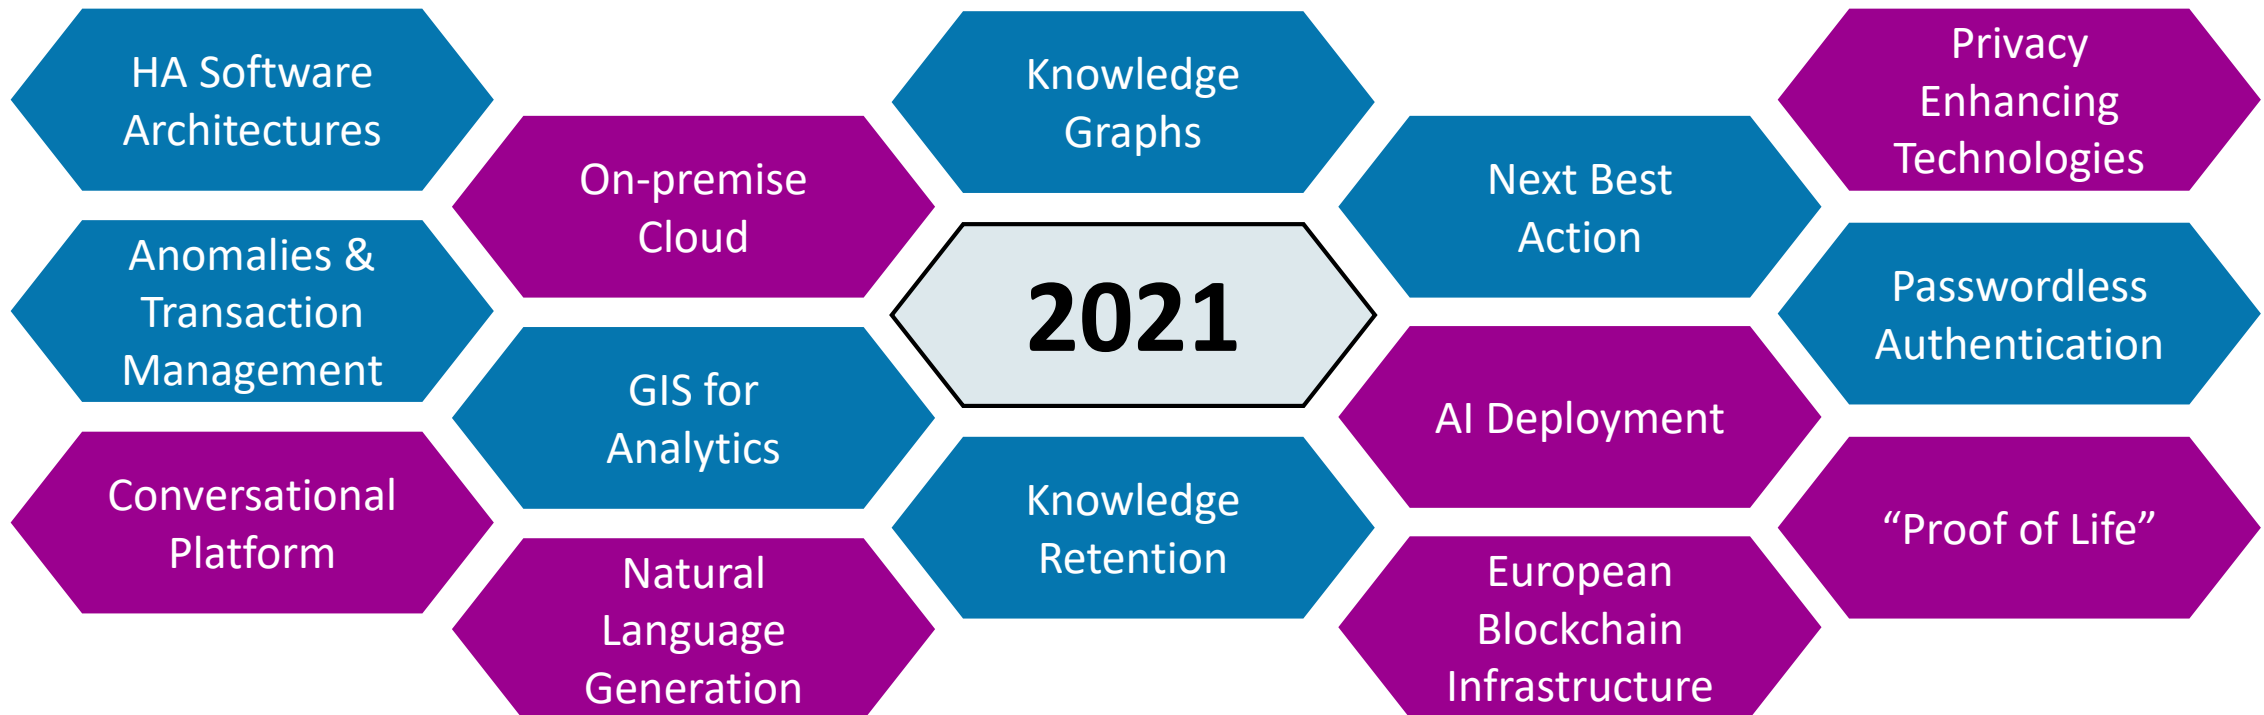 HA Software
Architectures
Anomalies &
Transaction
Management
Conversational
Platform
On-premise
Cloud
GIS for
Analytics
Natural
Language
Generation
Knowledge
Graphs
2021
Knowledge
Retention
Next Best
Action
AI Deployment
European
Blockchain
Infrastructure
Privacy
Enhancing
Technologies
Passwordless
Authentication
“Proof of Life”